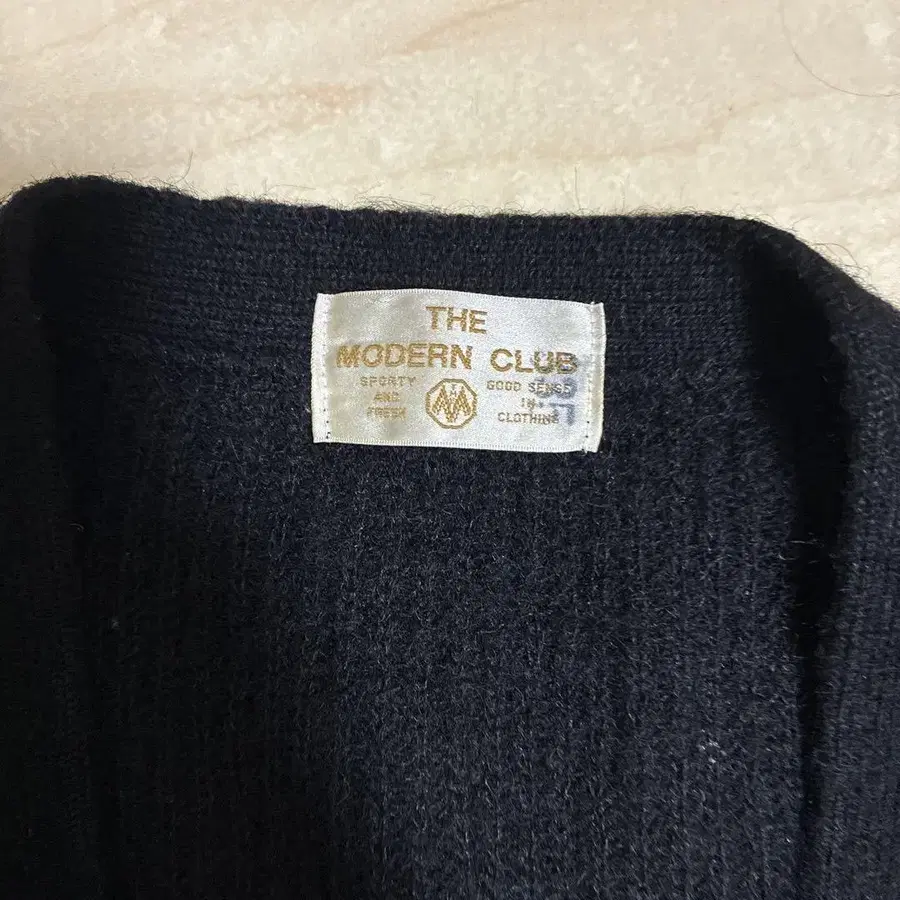 THE
MODERN CLUB
SPORTY
AND
FRESH
GOOD SENSE
IN
CLOTHING